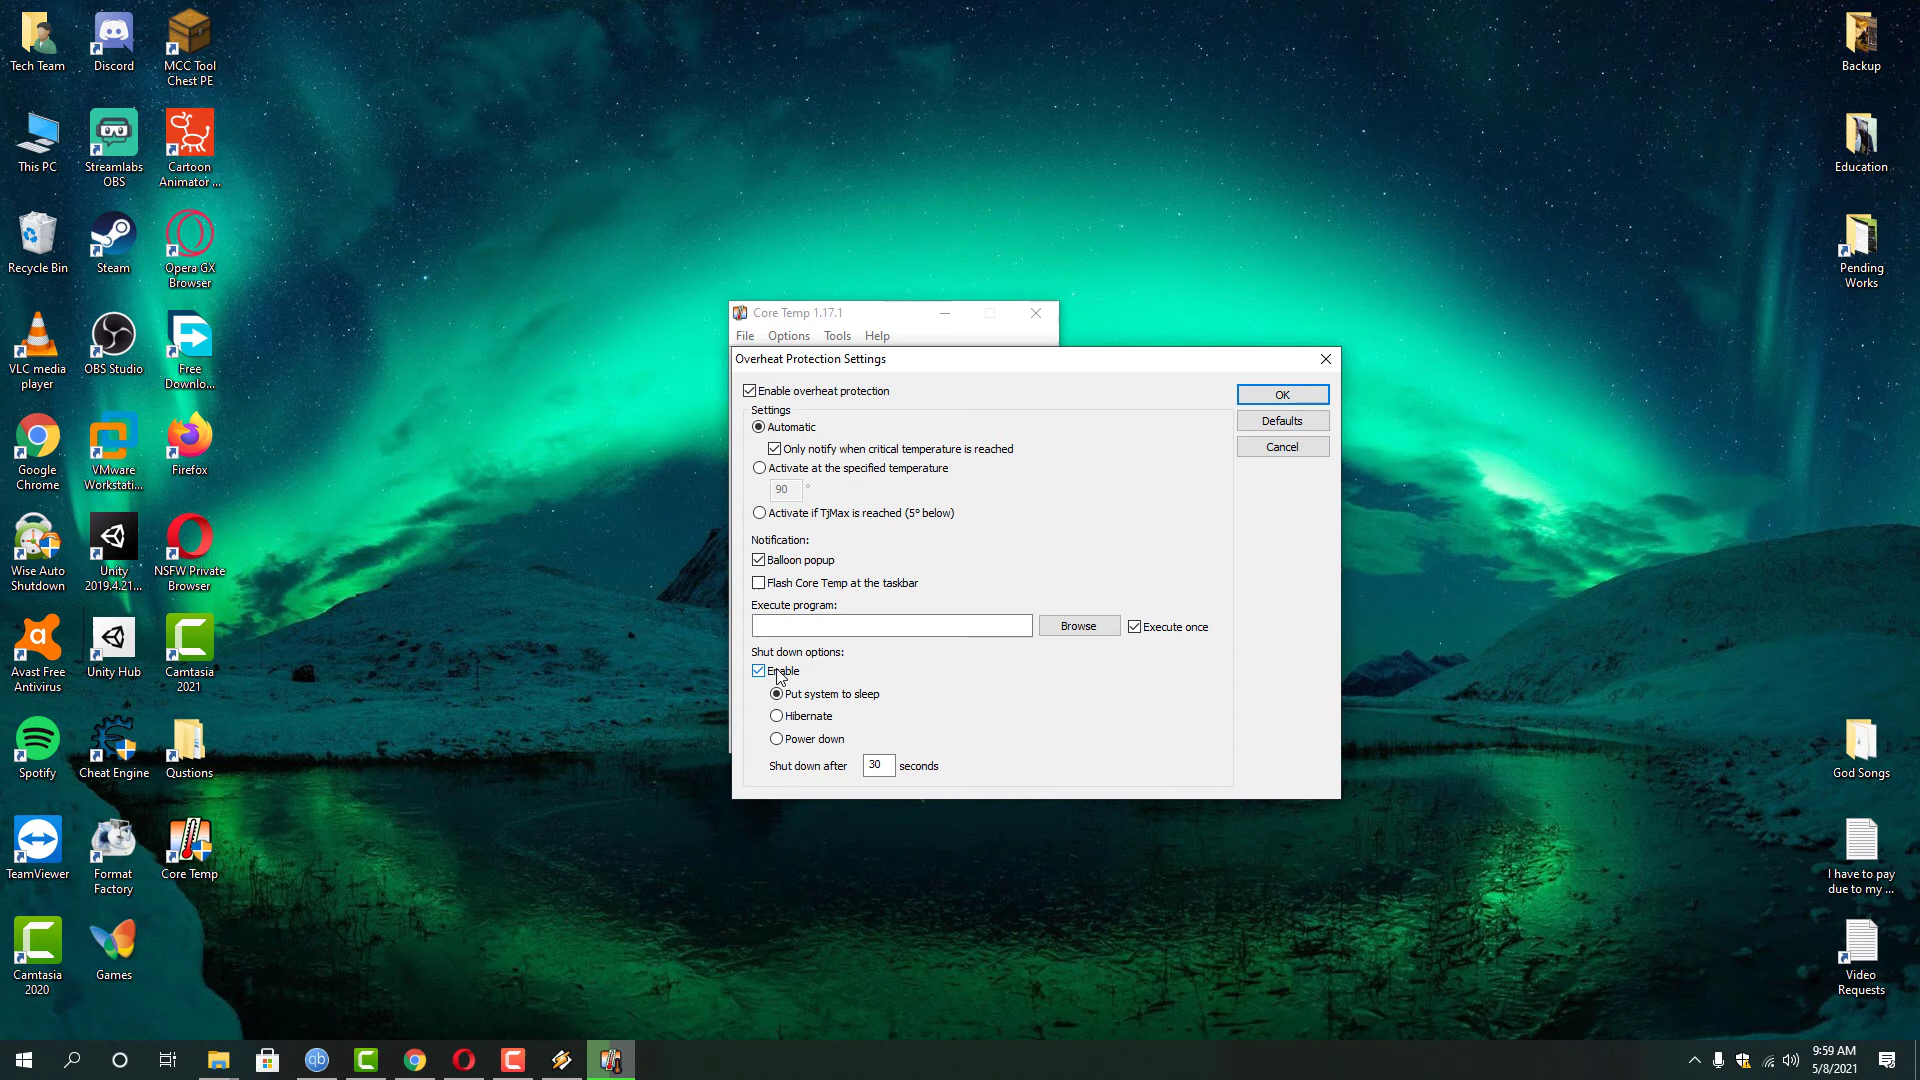 Tech Team
Discord
MCC Tool
Chest PE
This PC
Streamlabs
OBS
Cartoon
Animator ...
Recycle Bin
Steam
Opera GX
Browser
VLC media
player
OBS Studio
Free
Downlo...
Google
Chrome
VMware
Workstati...
Firefox
Wise Auto
Shutdown
Unity
2019.4.21...
NSFW Private
Browser
Avast Free
Antivirus
Unity Hub
Camtasia
2021
Spotify
Cheat Engine
Qustions
TeamViewer
Format
Factory
Core Temp
Camtasia
2020
Games
Core Temp 1.17.1
File Options Tools Help
Overheat Protection Settings
Enable overheat protection
OK
Settings
Automatic
Defaults
Only notify when critical temperature is reached
Cancel
Activate at the specified temperature
90 °
Activate if TjMax is reached (5° below)
Notification:
Balloon popup
Flash Core Temp at the taskbar
Execute program:
Browse
Execute once
Shut down options:
Enable
Put system to sleep
Hibernate
Power down
Shut down after 30 seconds
Backup
Education
Pending
Works
God Songs
I have to pay
due to my ...
Video
Requests
qb
9:59 AM
5/8/2021